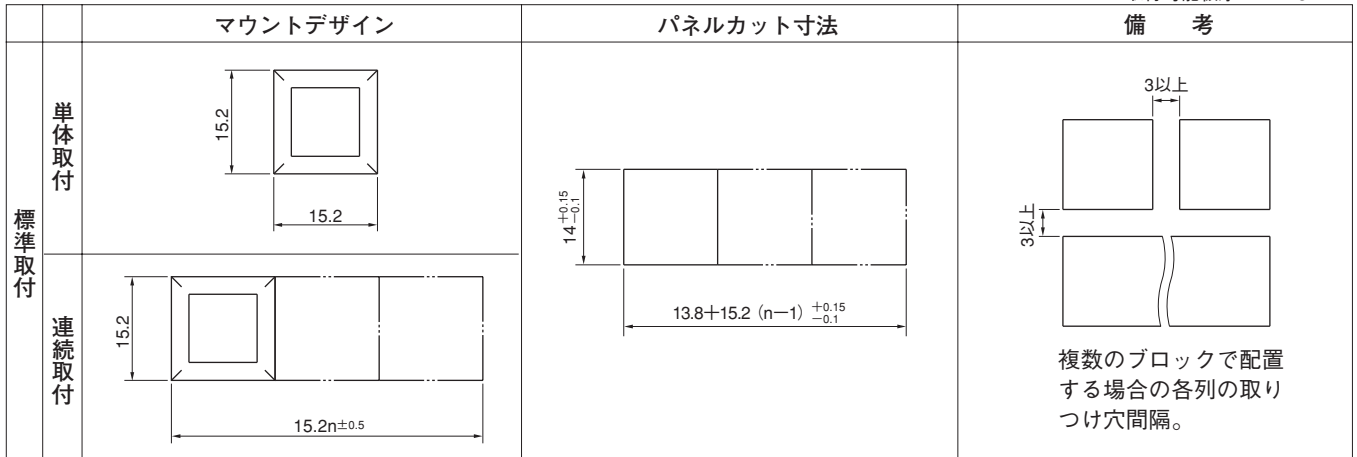 マウントデザイン
パネルカット寸法
備 考
標準取付
単体取付
15.2
15.2
連続取付
15.2
15.2n±0.5
14 +0.15 -0.1
13.8+15.2 (n-1) +0.15 -0.1
3以上
3以上
複数のブロックで配置
する場合の各列の取り
つけ穴間隔。